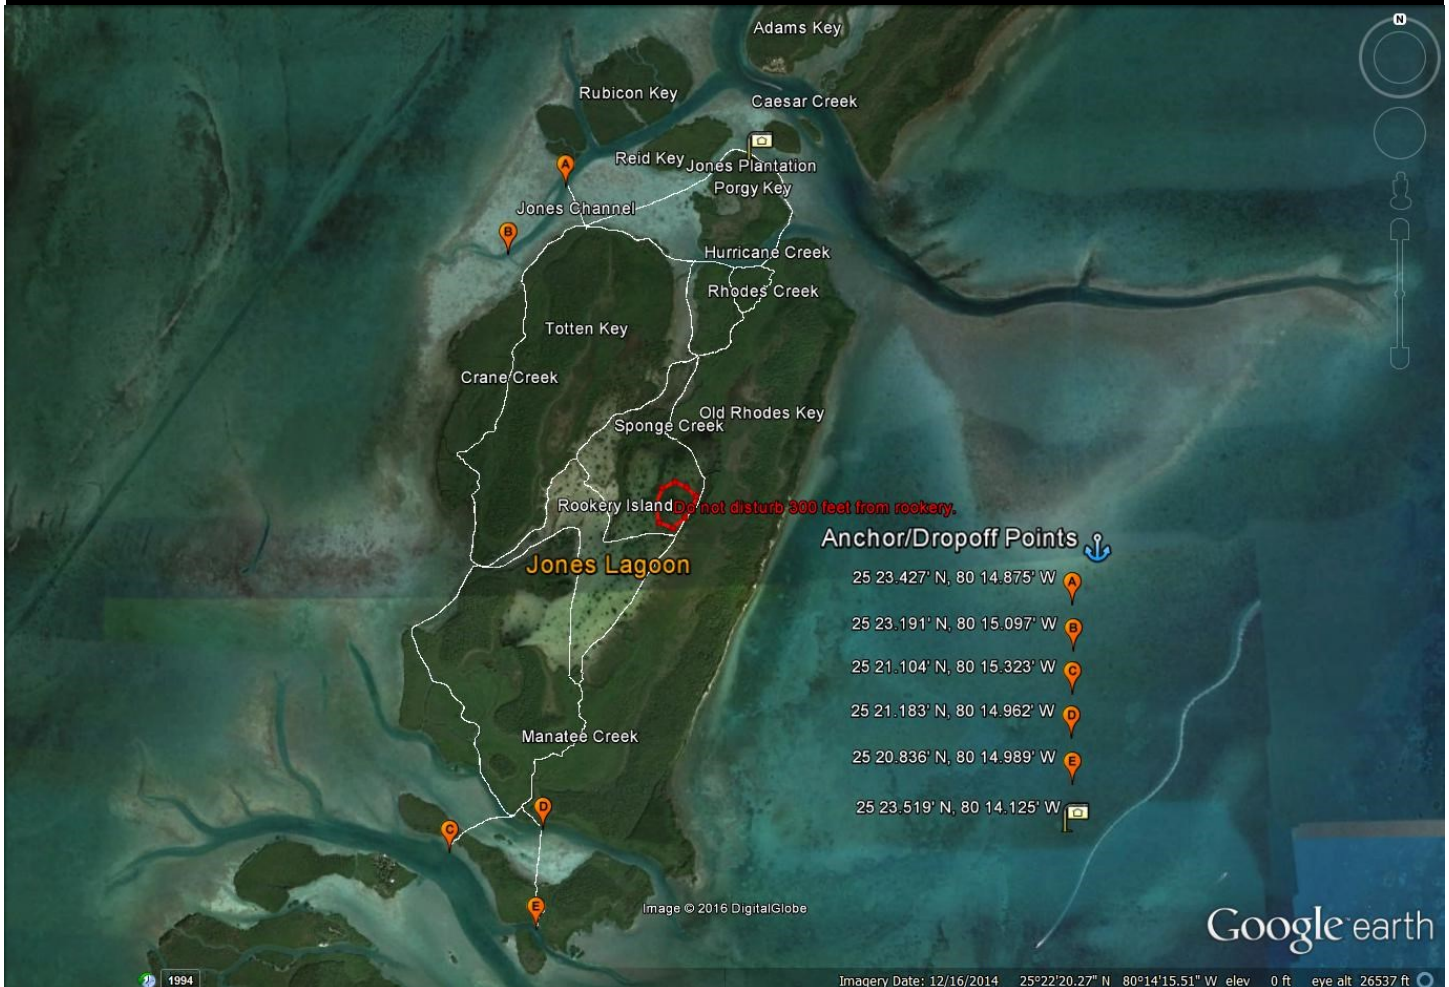 N
Adams Key
Rubicon Key
Caesar Creek
A
Reid Key
Jones Plantation
Porgy Key
Jones Channel
B
Hurricane Creek
Rhodes Creek
Totten Key
Crane Creek
Old Rhodes Key
Sponge Creek
Rookery Island
Do not disturb 300 feet from rookery.
Anchor/Dropoff Points
Jones Lagoon
25 23.427' N, 80 14.875' W A
25 23.191' N, 80 15.097' W B
25 21.104' N, 80 15.323' W C
25 21.183' N, 80 14.962' W D
25 20.836' N, 80 14.989' W E
25 23.519' N, 80 14.125' W
Manatee Creek
D
C
E
Image © 2016 DigitalGlobe
Google earth
1994
Imagery Date: 12/16/2014 25°22'20.27" N 80°14'15.51" W elev 0 ft eye alt 26537 ft